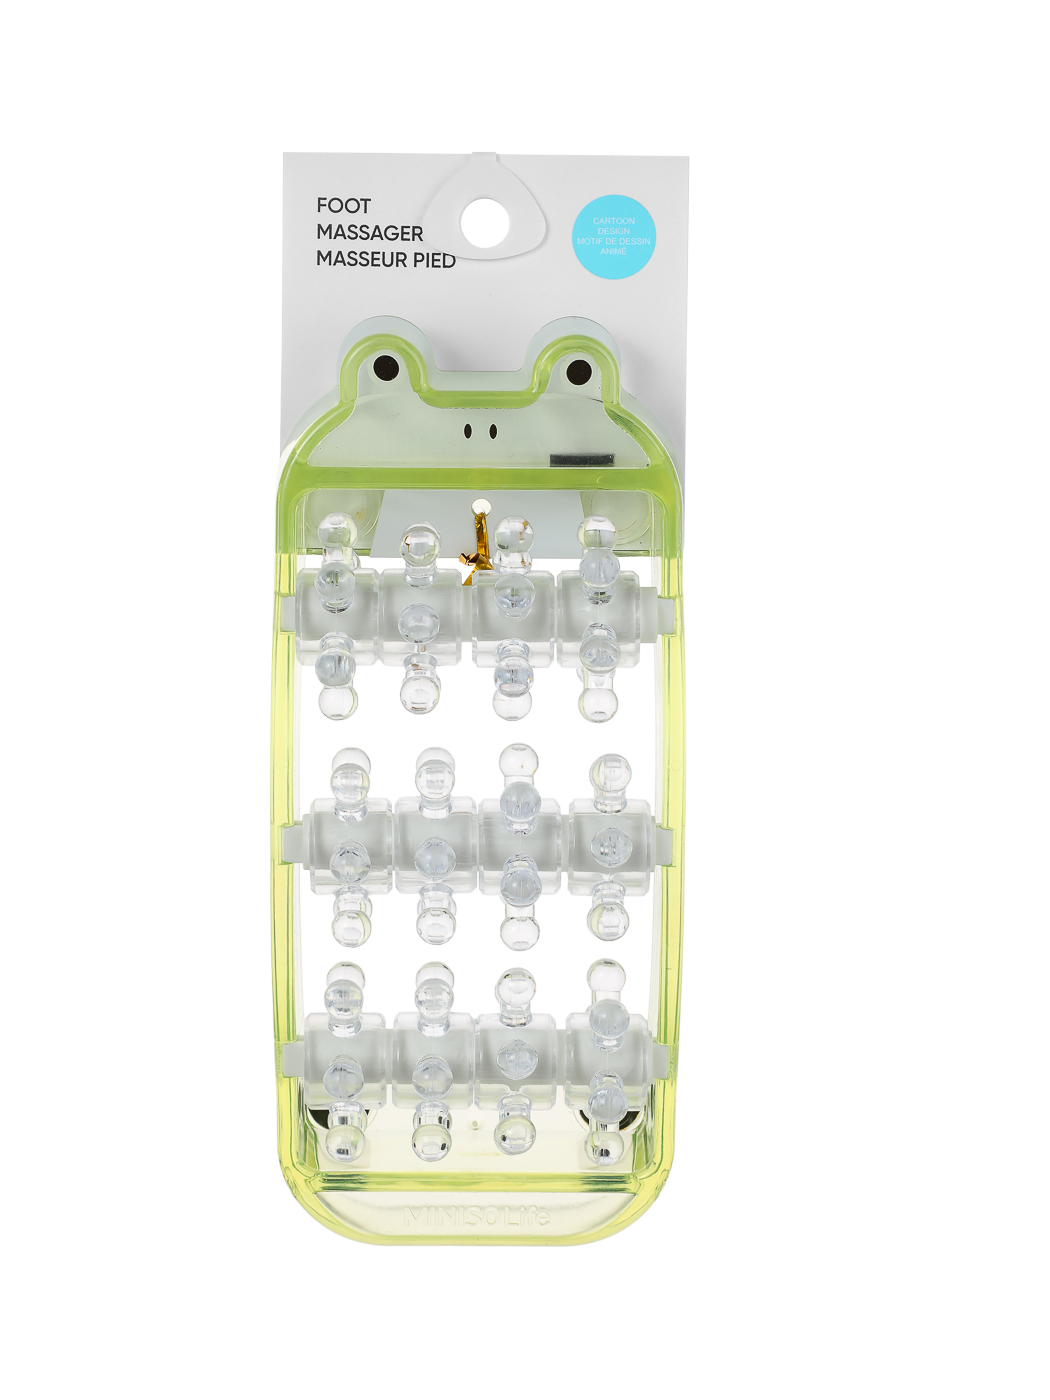 FOOT
MASSAGER
MASSEUR PIED
CARTOON
DESIGN
MOTIF DE DESSIN
ANIMÉ
MINISO Life